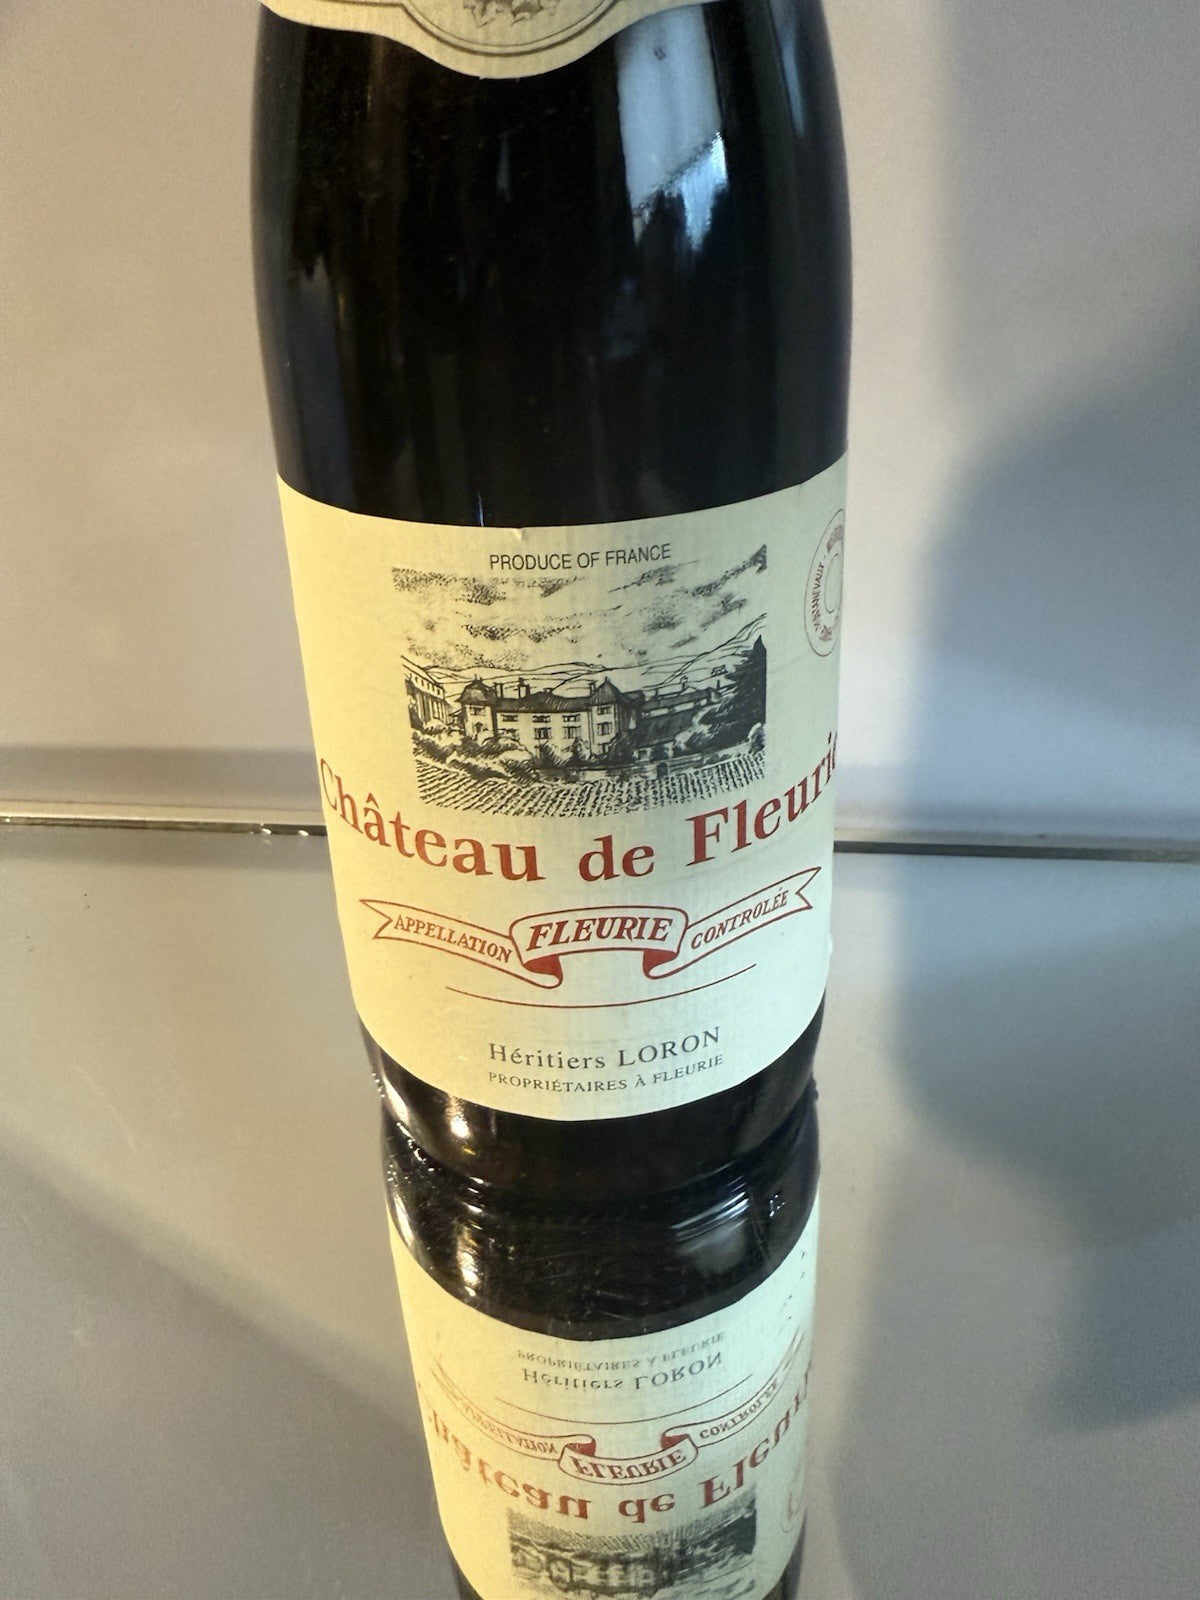 PRODUCE OF FRANCE
Château de Fleurie
APPELLATION FLEURIE CONTROLÉE
Héritiers LORON
PROPRIÉTAIRES À FLEURIE